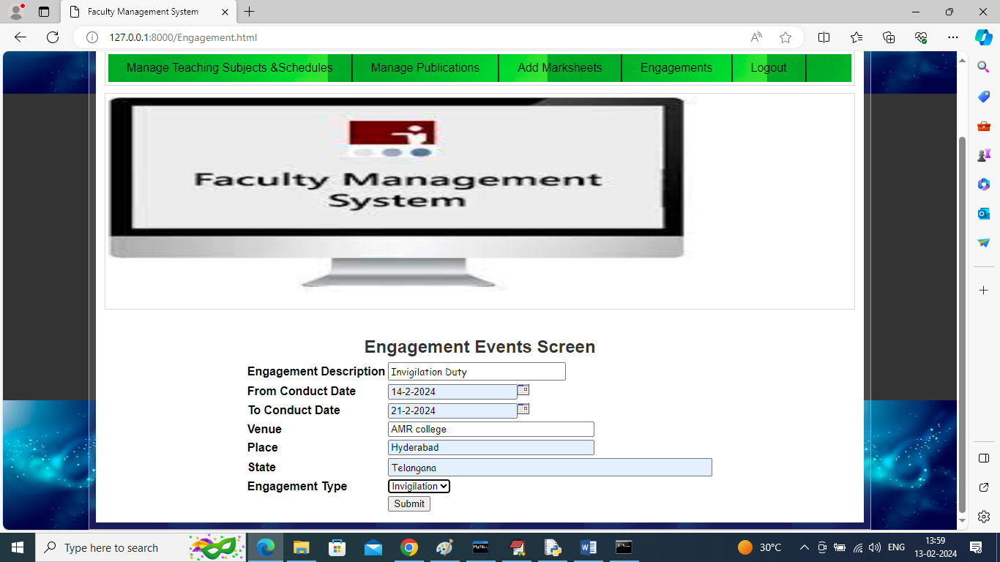 Faculty Management System
127.0.0.1:8000/Engagement.html
Manage Teaching Subjects &Schedules Manage Publications Add Marksheets Engagements Logout
Faculty Management
System
Engagement Events Screen
Engagement Description Invigilation Duty
From Conduct Date 14-2-2024
To Conduct Date 21-2-2024
Venue AMR college
Place Hyderabad
State Telangana
Engagement Type Invigilation
Submit
Type here to search
30°C
ENG
13:59
13-02-2024